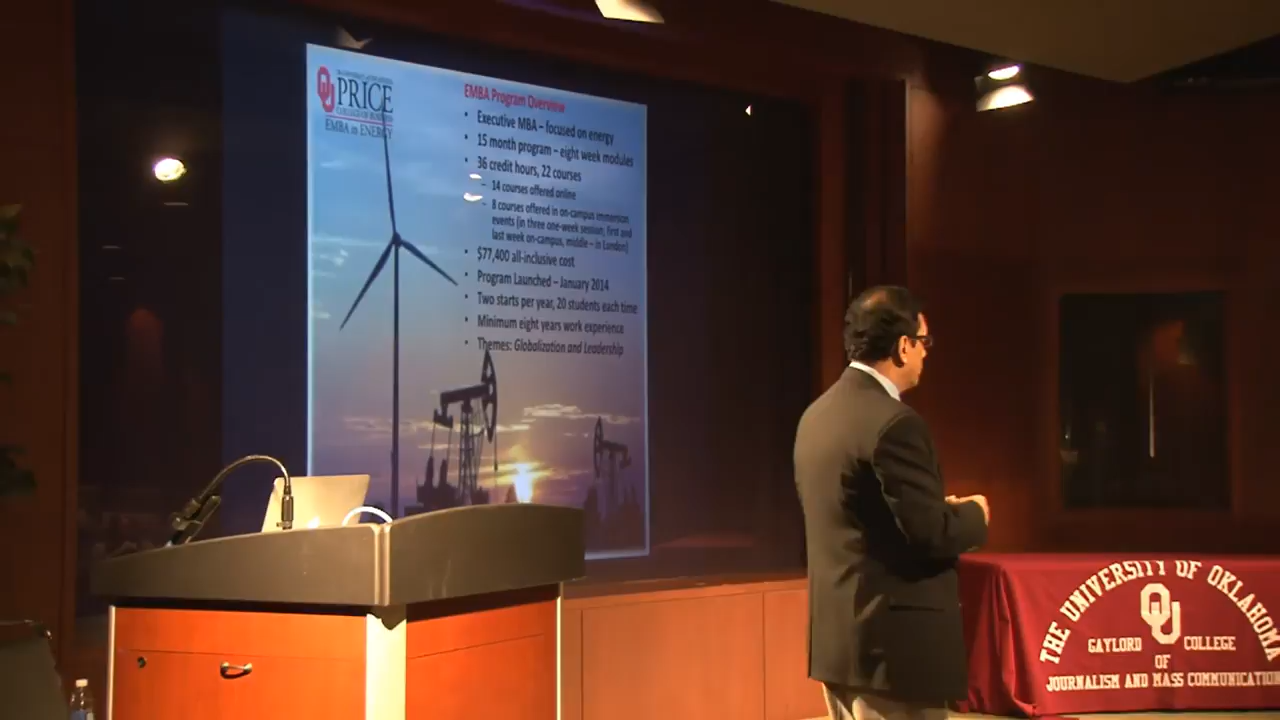 OU PRICE
COLLEGE OF BUSINESS
EMBA in ENERGY
EMBA Program Overview
• Executive MBA – focused on energy
• 15 month program – eight week modules
• 36 credit hours, 22 courses
– 14 courses offered online
– 8 courses offered in on-campus immersion
events (in three one-week session, first and
last week on-campus, middle – in London)
• $77,400 all-inclusive cost
• Program Launched – January 2014
• Two starts per year, 20 students each time
• Minimum eight years work experience
• Themes: Globalization and Leadership
THE UNIVERSITY OF OKLAHOMA
OU
GAYLORD COLLEGE
OF
JOURNALISM AND MASS COMMUNICATION